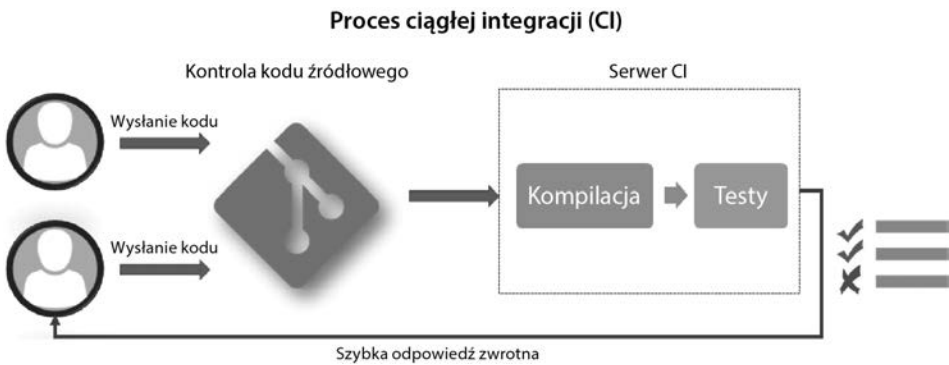 Proces ciągłej integracji (CI)
Kontrola kodu źródłowego
Serwer CI
Wysłanie kodu
Kompilacja
Testy
Wysłanie kodu
Szybka odpowiedź zwrotna